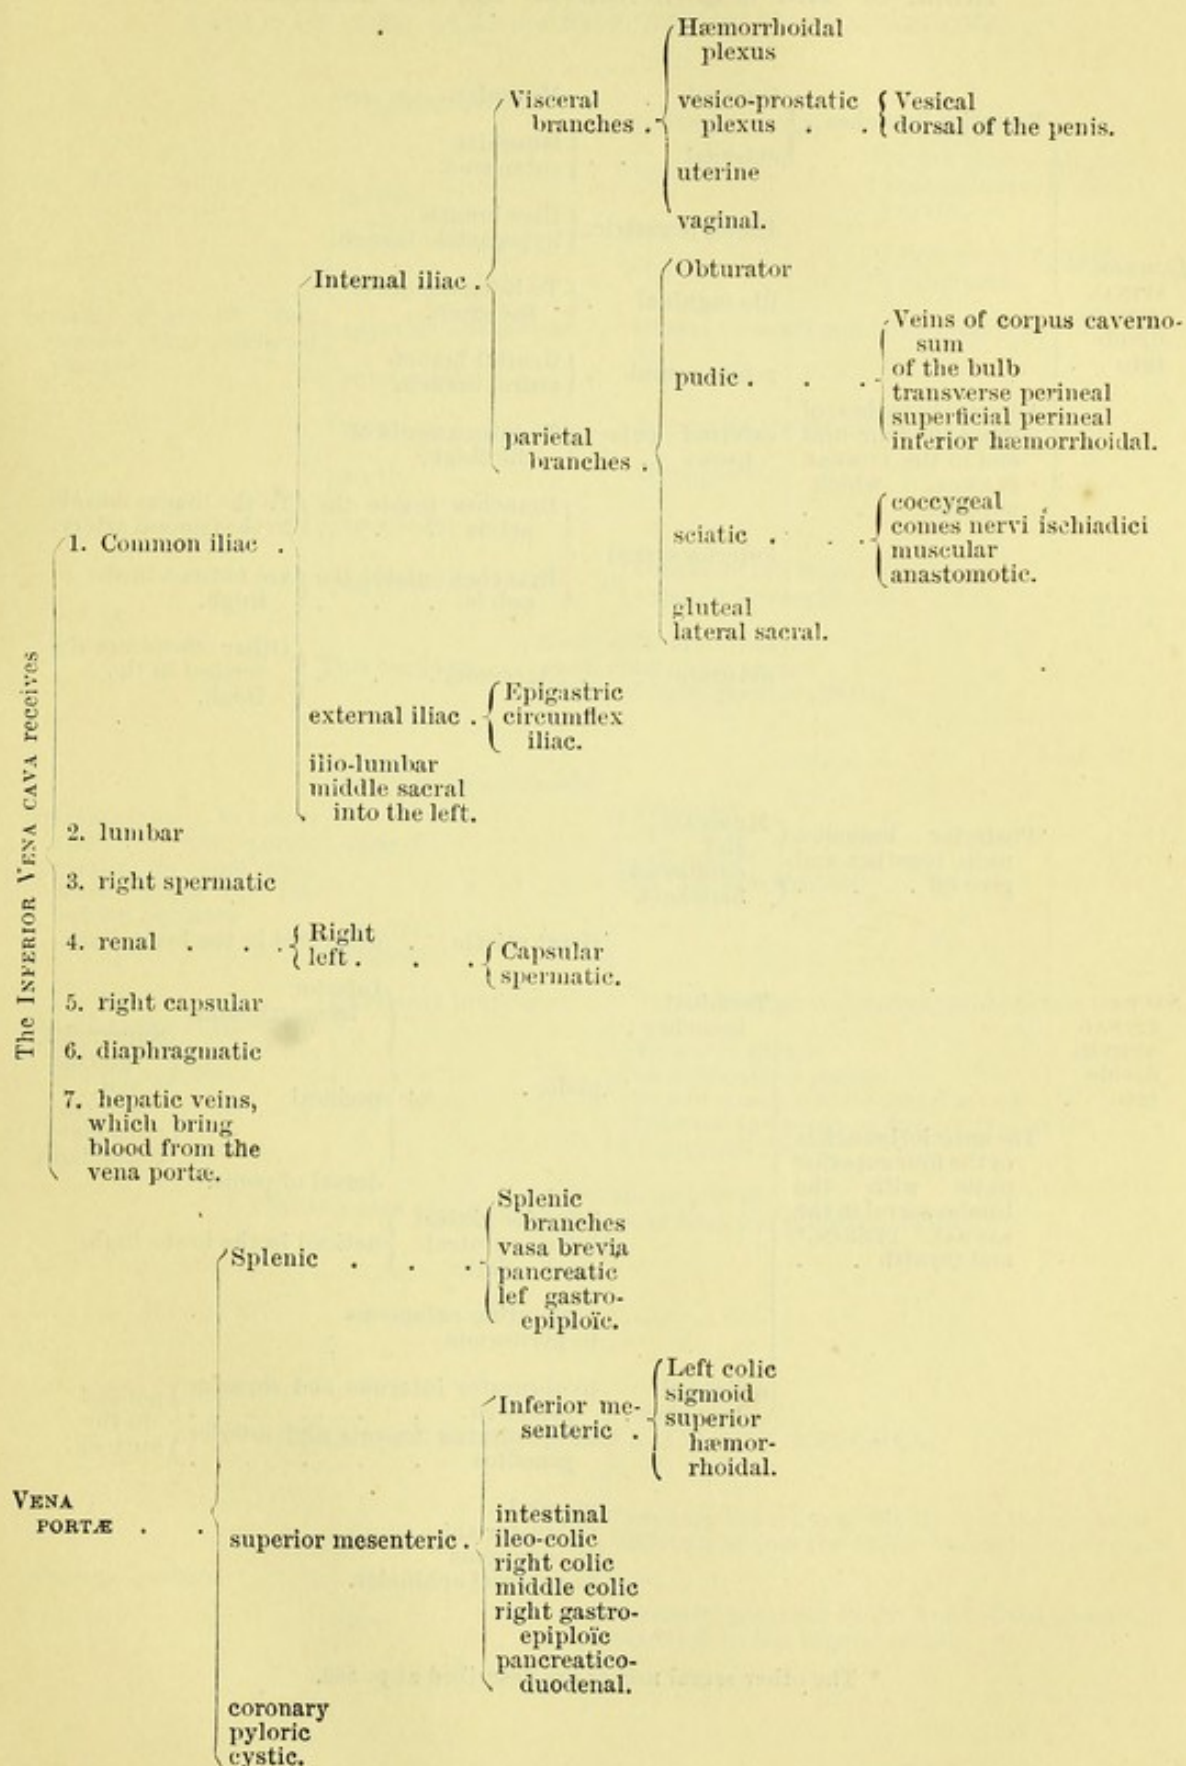 Hæmorrhoidal
plexus
Visceral
branches .
vesico-prostatic
plexus . .
Vesical
dorsal of the penis.
uterine
vaginal.
Internal iliac .
Obturator
pudic . . .
Veins of corpus caverno-
sum
of the bulb
transverse perineal
superficial perineal
inferior hæmorrhoidal.
parietal
branches .
sciatic . . .
coccygeal
comes nervi ischiadici
muscular
anastomotic.
gluteal
lateral sacral.
The INFERIOR VENA CAVA receives
1. Common iliac .
external iliac .
Epigastric
circumflex
iliac.
ilio-lumbar
middle sacral
into the left.
2. lumbar
3. right spermatic
4. renal . . .
Right
left . . .
Capsular
spermatic.
5. right capsular
6. diaphragmatic
7. hepatic veins,
which bring
blood from the
vena portæ.
VENA
PORTÆ . .
Splenic . . .
Splenic
branches
vasa brevia
pancreatic
lef gastro-
epiploïc.
superior mesenteric .
Inferior me-
senteric .
Left colic
sigmoid
superior
hæmor-
rhoidal.
intestinal
ileo-colic
right colic
middle colic
right gastro-
epiploïc
pancreatico-
duodenal.
coronary
pyloric
cystic.